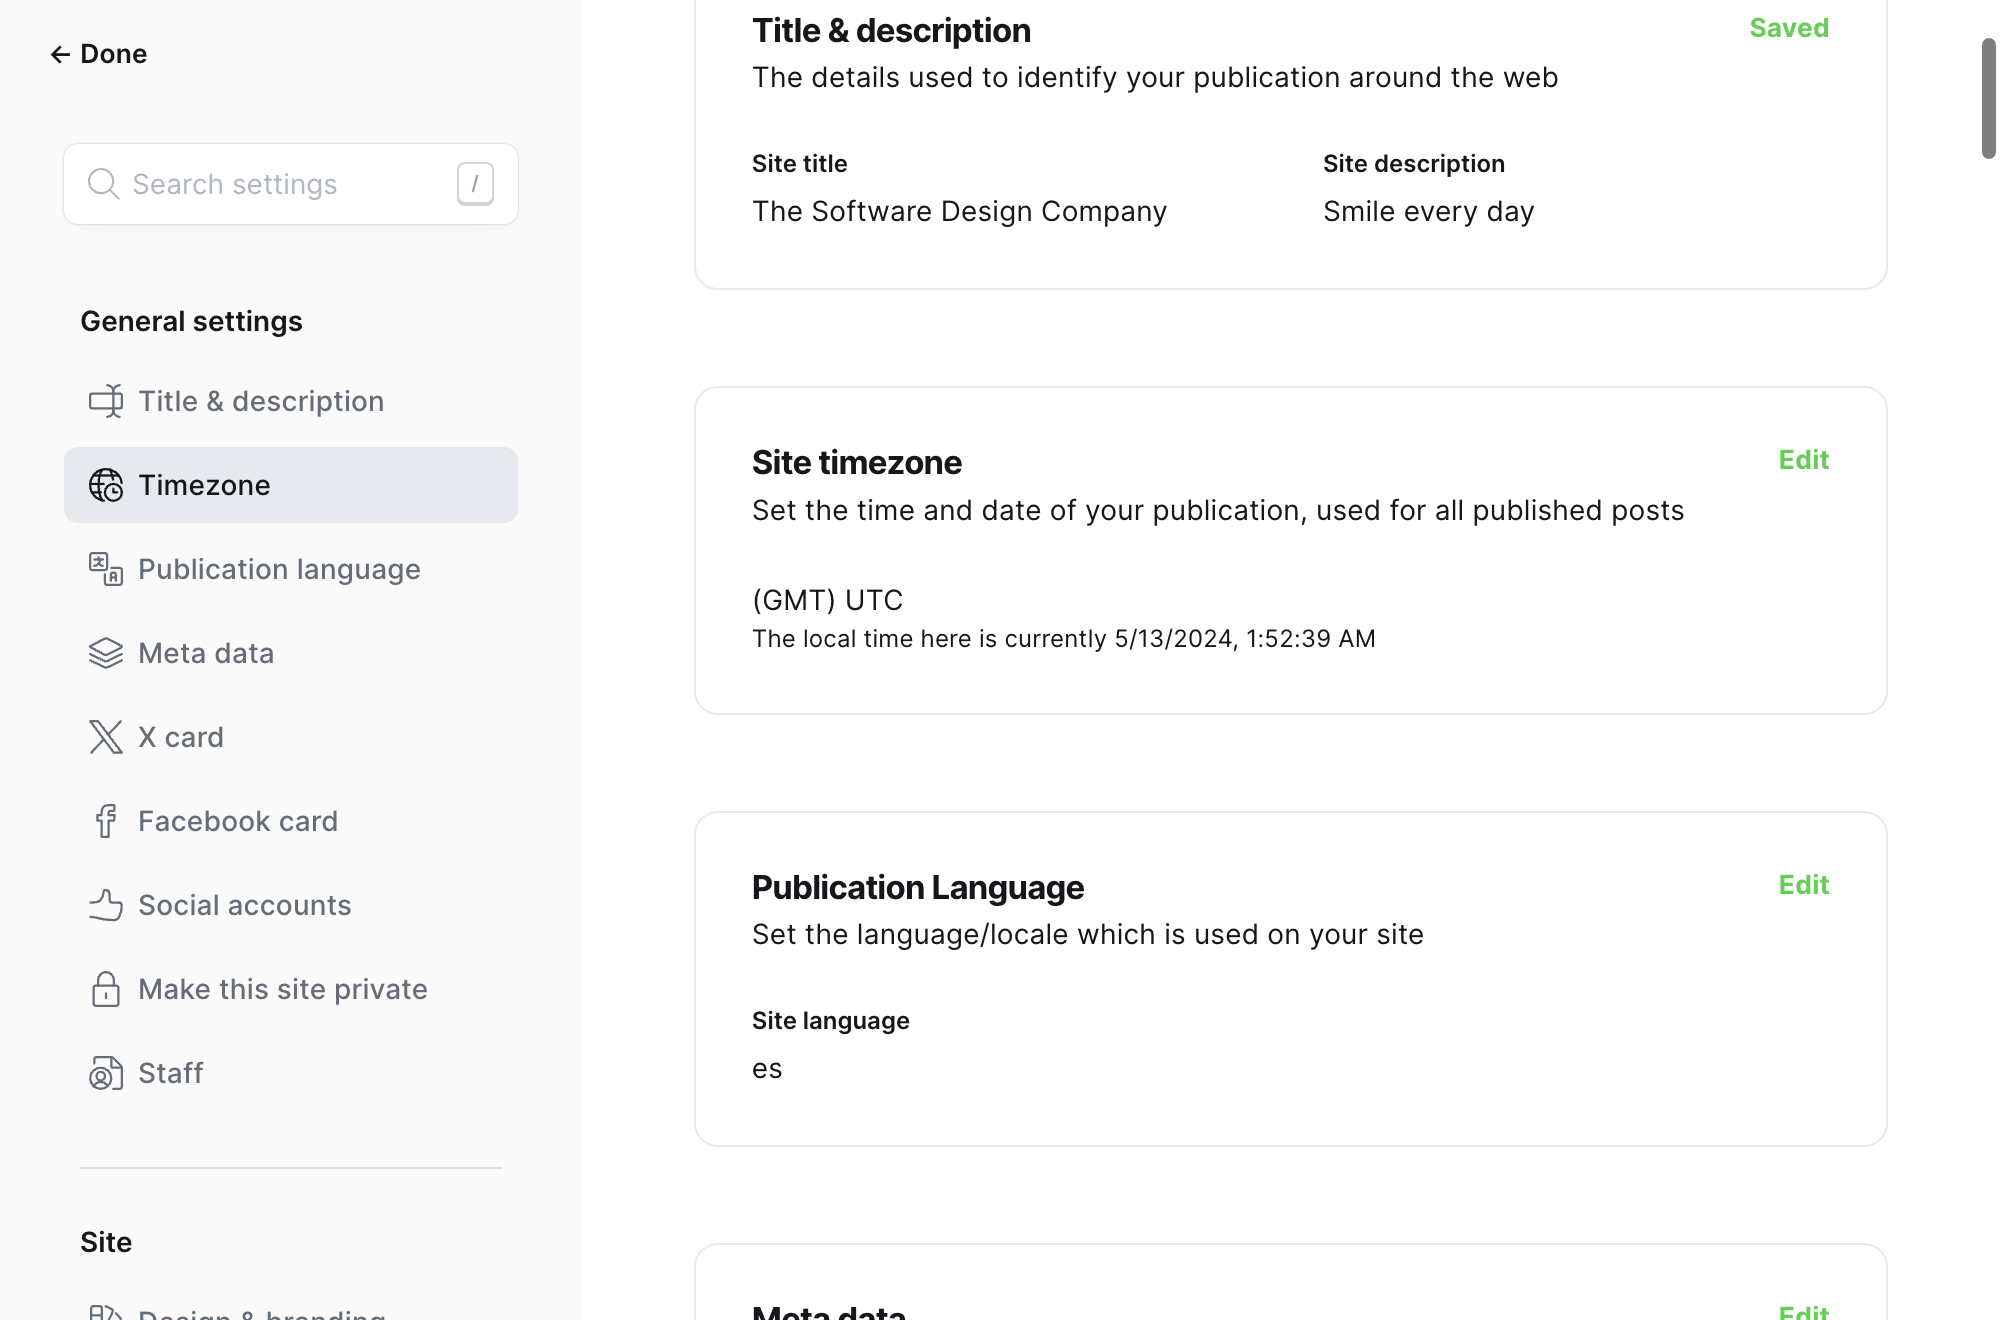 Done
Search settings
/
General settings
Title & description
Timezone
Publication language
Meta data
X card
Facebook card
Social accounts
Make this site private
Staff
Site
Design & branding
Title & description
Saved
The details used to identify your publication around the web
Site title
The Software Design Company
Site description
Smile every day
Site timezone
Edit
Set the time and date of your publication, used for all published posts
(GMT) UTC
The local time here is currently 5/13/2024, 1:52:39 AM
Publication Language
Edit
Set the language/locale which is used on your site
Site language
es
Meta data
Edit